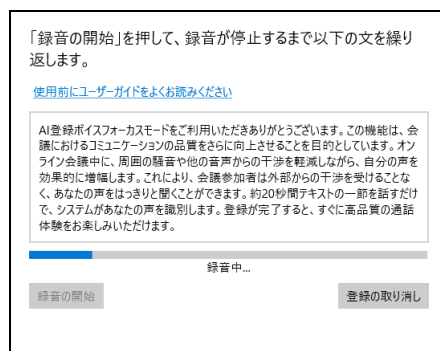 「録音の開始」を押して、録音が停止するまで以下の文を繰り
返します。
使用前にユーザーガイドをよくお読みください
AI登録ボイスフォーカスモードをご利用いただきありがとうございます。この機能は、会
議におけるコミュニケーションの品質をさらに向上させることを目的としています。オン
ライン会議中に、周囲の騒音や他の音声からの干渉を軽減しながら、自分の声を
効果的に増幅します。これにより、会議参加者は外部からの干渉を受けることな
く、あなたの声をはっきりと聞くことができます。約20秒間テキストの一節を話すだけ
で、システムがあなたの声を識別します。登録が完了すると、すぐに高品質の通話
体験をお楽しみいただけます。
録音中...
録音の開始
登録の取り消し